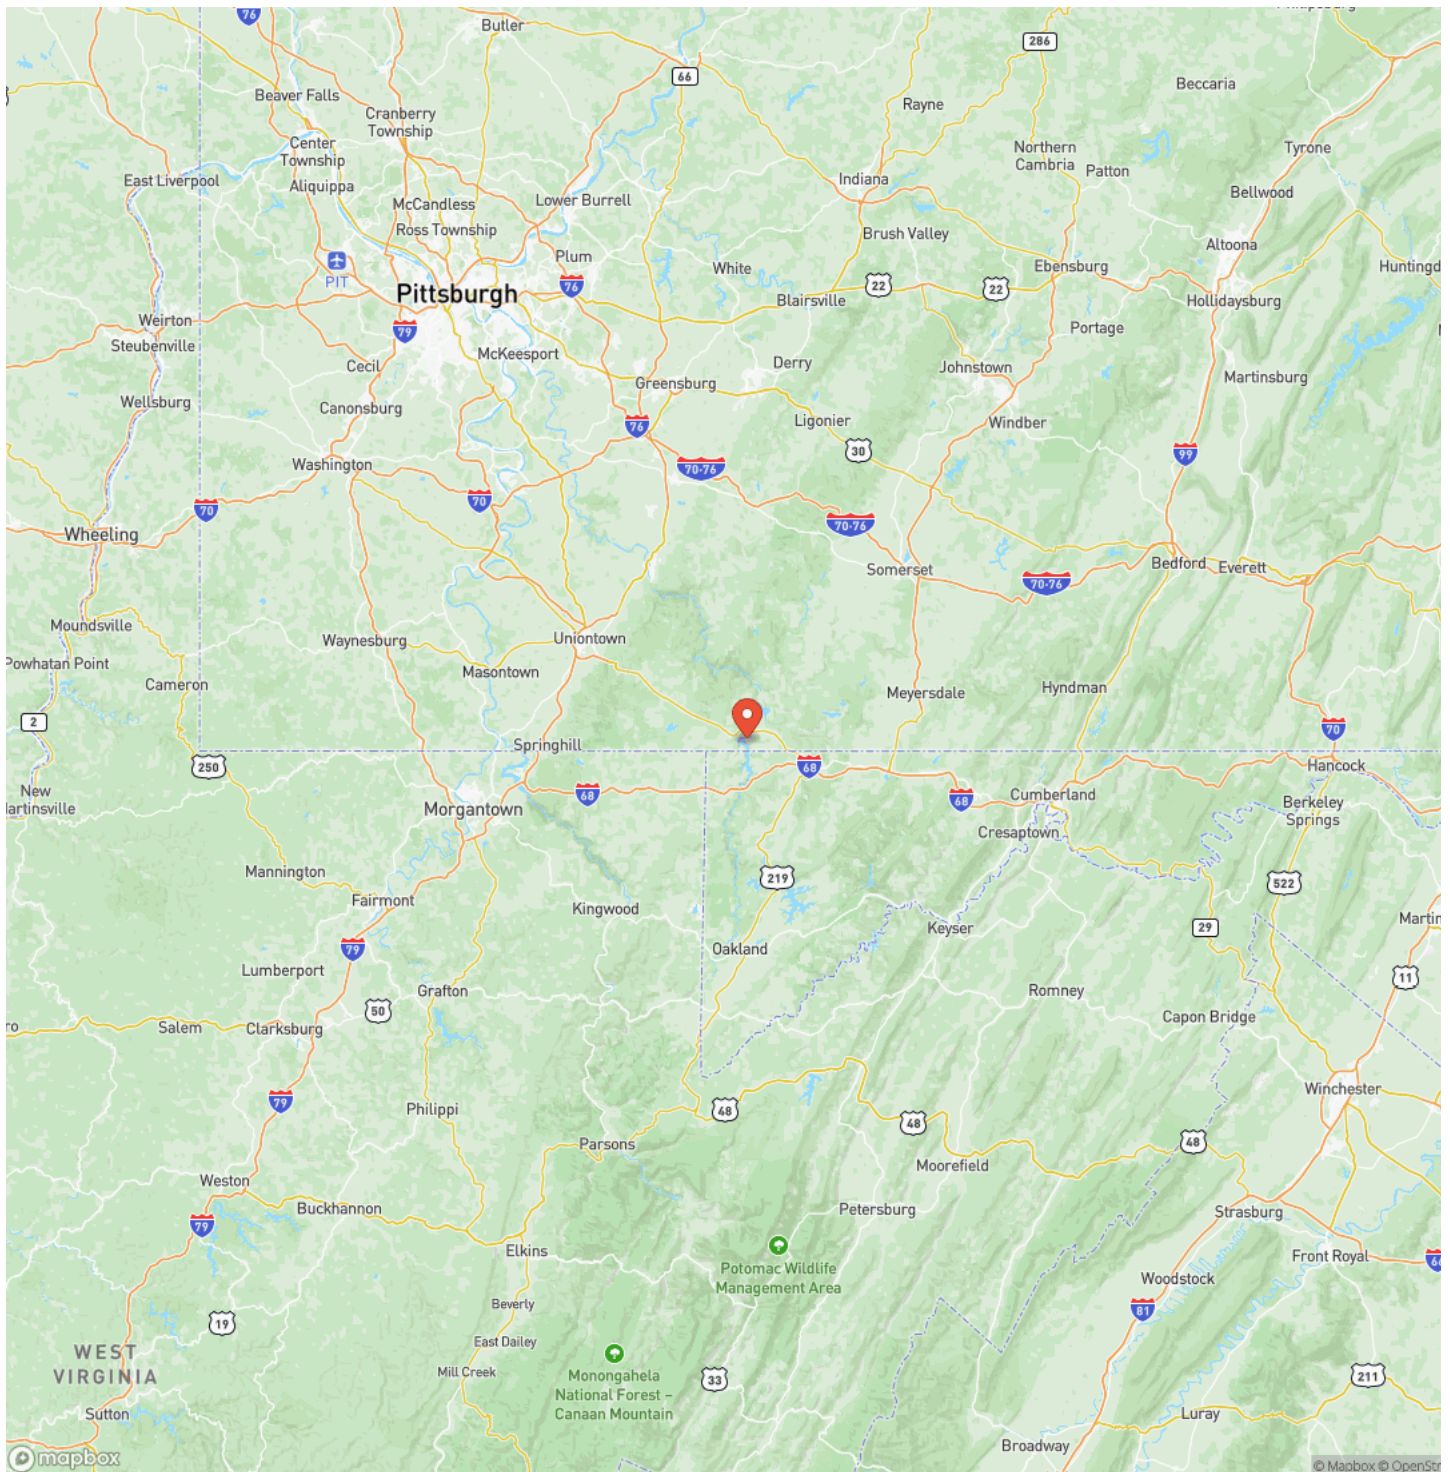 76
Butler
286
66
Beccaria
Beaver Falls
Rayne
Cranberry
Township
Center
Township
Northern
Cambria
Tyrone
Patton
East Liverpool
Aliquippa
Indiana
Bellwood
McCandless
Lower Burrell
Ross Township
Brush Valley
Altoona
Plum
White
Ebensburg
Huntingd
PIT
76
22
22
Pittsburgh
Blairsville
Hollidaysburg
Weirton
79
Portage
Steubenville
McKeesport
Cecil
Derry
Johnstown
Greensburg
Martinsburg
Wellsburg
Canonsburg
Ligonier
Windber
76
30
99
Washington
70-76
70
70
70-76
Wheeling
Somerset
Bedford
Everett
70-76
Moundsville
Waynesburg
Uniontown
Powhatan Point
Masontown
Cameron
Meyersdale
Hyndman
2
70
Springhill
250
68
Hancock
New
artinsville
68
68
Cumberland
Morgantown
Berkeley
Springs
Cresaptown
Mannington
219
522
Fairmont
Kingwood
Martin
Keyser
29
79
Oakland
Lumberport
11
Grafton
Romney
50
Capon Bridge
ro
Salem
Clarksburg
Winchester
79
Philippi
48
48
48
Parsons
Moorefield
Weston
Buckhannon
Petersburg
Strasburg
79
Elkins
Front Royal
Potomac Wildlife
Management Area
Woodstock
Beverly
81
19
East Dailey
WEST
VIRGINIA
Mill Creek
Monongahela
National Forest –
Canaan Mountain
33
211
Sutton
Luray
Broadway
mapbox
© Mapbox © OpenStr